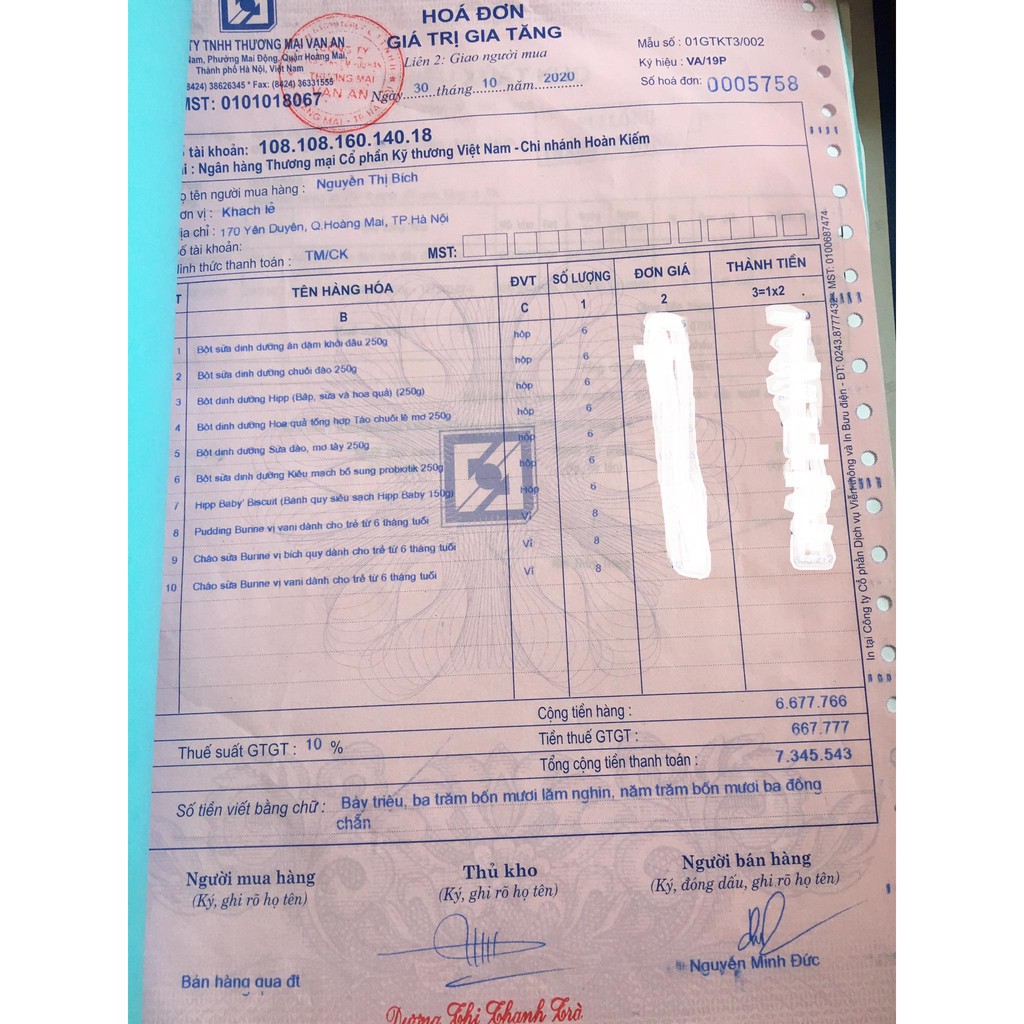 HOÁ ĐƠN
GIÁ TRỊ GIA TĂNG
Liên 2: Giao người mua
Ngày 30 tháng 10 năm 2020
Mẫu số : 01GTKT3/002
Ký hiệu : VA/19P
Số hoá đơn: 0005758
TY TNHH THƯƠNG MẠI VẠN AN
Nam, Phường Mai Động, Quận Hoàng Mai,
Thành phố Hà Nội, Việt Nam
(8424) 38626345 * Fax: (8424) 36331555
MST: 0101018067
THƯƠNG MẠI
VẠN AN
tài khoản: 108.108.160.140.18
: Ngân hàng Thương mại Cổ phần Kỹ thương Việt Nam - Chi nhánh Hoàn Kiếm
tên người mua hàng : Nguyễn Thị Bích
ơn vị : Khach lẻ
ịa chỉ : 170 Yên Duyên, Q.Hoàng Mai, TP.Hà Nội
ố tài khoản:
Hình thức thanh toán : TM/CK MST:
T TÊN HÀNG HÓA ĐVT SỐ LƯỢNG ĐƠN GIÁ THÀNH TIỀN
B C 1 2 3=1x2
1 Bột sữa dinh dưỡng ăn dặm khởi đầu 250g hộp 6
2 Bột sữa dinh dưỡng chuối đào 250g hộp 6
3 Bột dinh dưỡng Hipp (Bắp, sữa và hoa quả) (250g) hộp 6
4 Bột dinh dưỡng Hoa quả tổng hợp Táo chuối lê mơ 250g hộp 6
5 Bột dinh dưỡng Sữa đào, mơ tây 250g hộp 6
6 Bột sữa dinh dưỡng Kiều mạch bổ sung probiotik 250g hộp 6
7 Hipp Baby' Biscuit (Bánh quy siêu sạch Hipp Baby 150g) Hộp 6
8 Pudding Burine vị vani dành cho trẻ từ 6 tháng tuổi Vỉ 8
9 Cháo sữa Burine vị bích quy dành cho trẻ từ 6 tháng tuổi Vỉ 8
10 Cháo sữa Burine vị vani dành cho trẻ từ 6 tháng tuổi Vỉ 8
Cộng tiền hàng : 6.677.766
Thuế suất GTGT : 10 % Tiền thuế GTGT : 667.777
Tổng cộng tiền thanh toán : 7.345.543
Số tiền viết bằng chữ : Bảy triệu, ba trăm bốn mươi lăm nghìn, năm trăm bốn mươi ba đồng
chẵn
Người mua hàng
(Ký, ghi rõ họ tên)
Thủ kho
(Ký, ghi rõ họ tên)
Người bán hàng
(Ký, đóng dấu, ghi rõ họ tên)
Bán hàng qua đt
Nguyễn Minh Đức
Dương Thị Thanh Trà
In tại Công ty Cổ phần Dịch vụ Viễn thông và In Bưu điện - ĐT: 0243.8777432 * MST: 0100687474